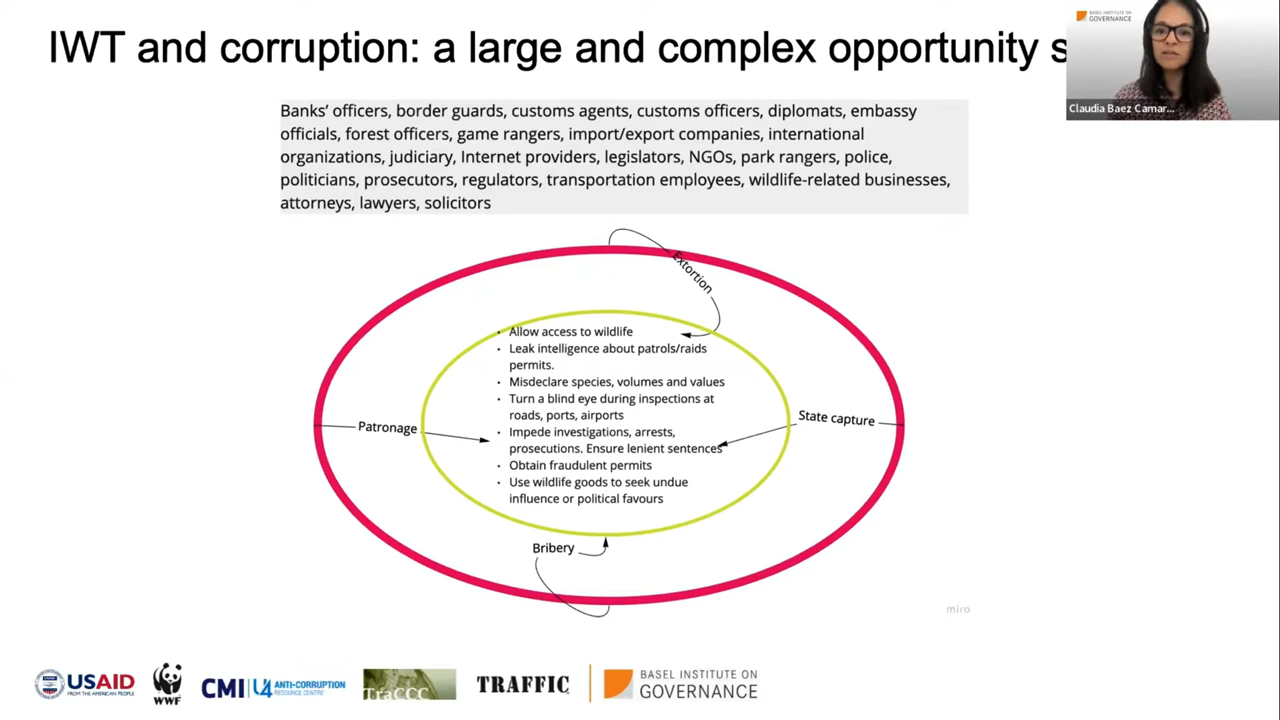 IWT and corruption: a large and complex opportunity s
BASEL INSTITUTE ON
GOVERNANCE
Claudia Baez Camar...
Banks' officers, border guards, customs agents, customs officers, diplomats, embassy
officials, forest officers, game rangers, import/export companies, international
organizations, judiciary, Internet providers, legislators, NGOs, park rangers, police,
politicians, prosecutors, regulators, transportation employees, wildlife-related businesses,
attorneys, lawyers, solicitors
Extortion
• Allow access to wildlife
• Leak intelligence about patrols/raids
permits.
• Misdeclare species, volumes and values
• Turn a blind eye during inspections at
roads, ports, airports
• Impede investigations, arrests,
prosecutions. Ensure lenient sentences
• Obtain fraudulent permits
• Use wildlife goods to seek undue
influence or political favours
Patronage
State capture
Bribery
miro
USAID
FROM THE AMERICAN PEOPLE
WWF
CMI U4 ANTI-CORRUPTION
RESOURCE CENTRE
TraCCC
TRAFFIC
BASEL INSTITUTE ON
GOVERNANCE